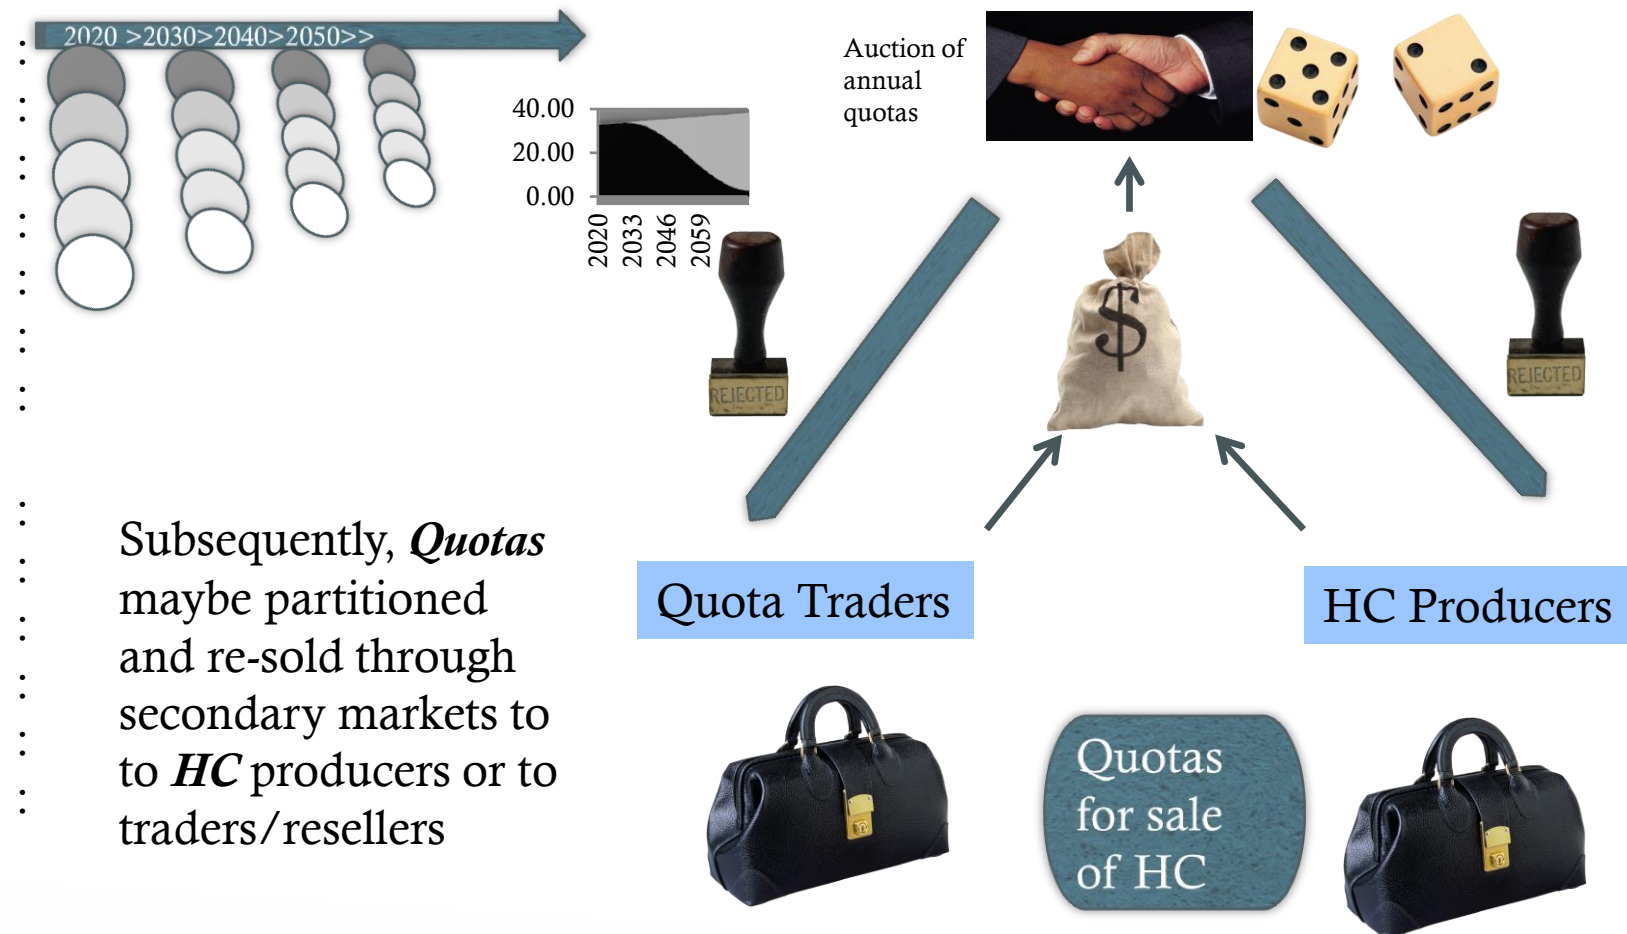 2020 >2030>2040>2050>>
40.00
20.00
0.00
2020
2033
2046
2059
Auction of
annual
quotas
$
REJECTED
REJECTED
Subsequently, Quotas
maybe partitioned
and re-sold through
secondary markets to
to HC producers or to
traders/resellers
Quota Traders
HC Producers
Quotas
for sale
of HC